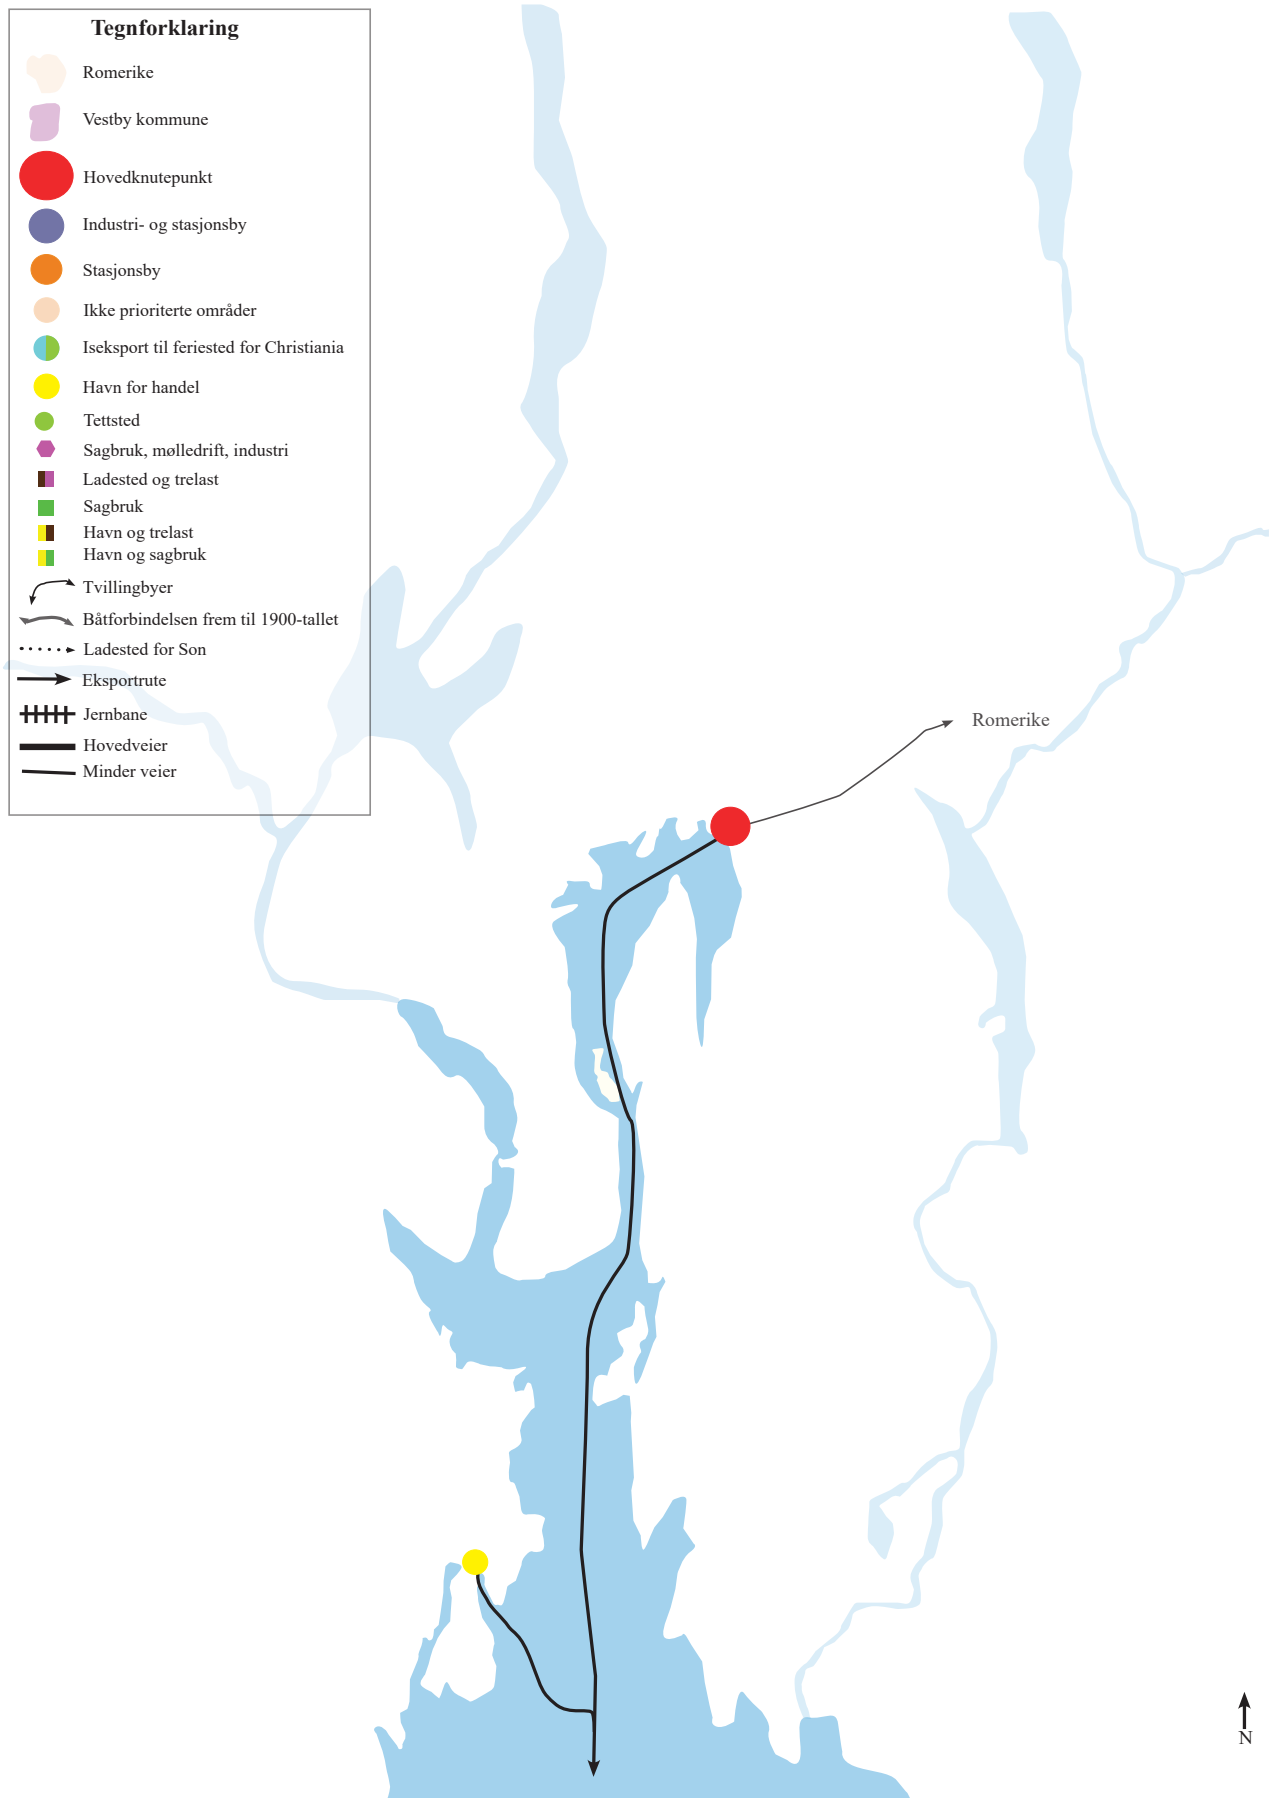 Tegnforklaring
Romerike
Vestby kommune
Hovedknutepunkt
Industri- og stasjonsby
Stasjonsby
Ikke prioriterte områder
Iseksport til feriested for Christiania
Havn for handel
Tettsted
Sagbruk, mølledrift, industri
Ladested og trelast
Sagbruk
Havn og trelast
Havn og sagbruk
Tvillingbyer
Båtforbindelsen frem til 1900-tallet
Ladested for Son
Eksportrute
Jernbane
Hovedveier
Minder veier
Romerike
N